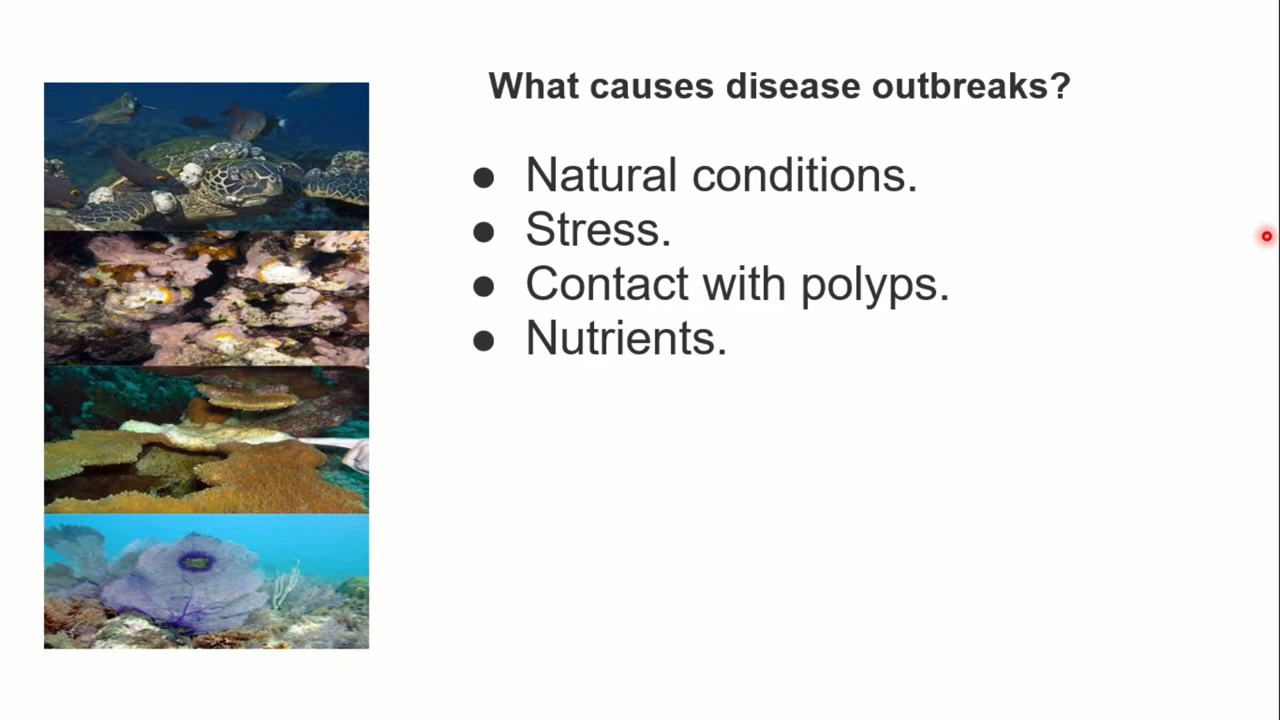 What causes disease outbreaks?
● Natural conditions.
● Stress.
● Contact with polyps.
● Nutrients.